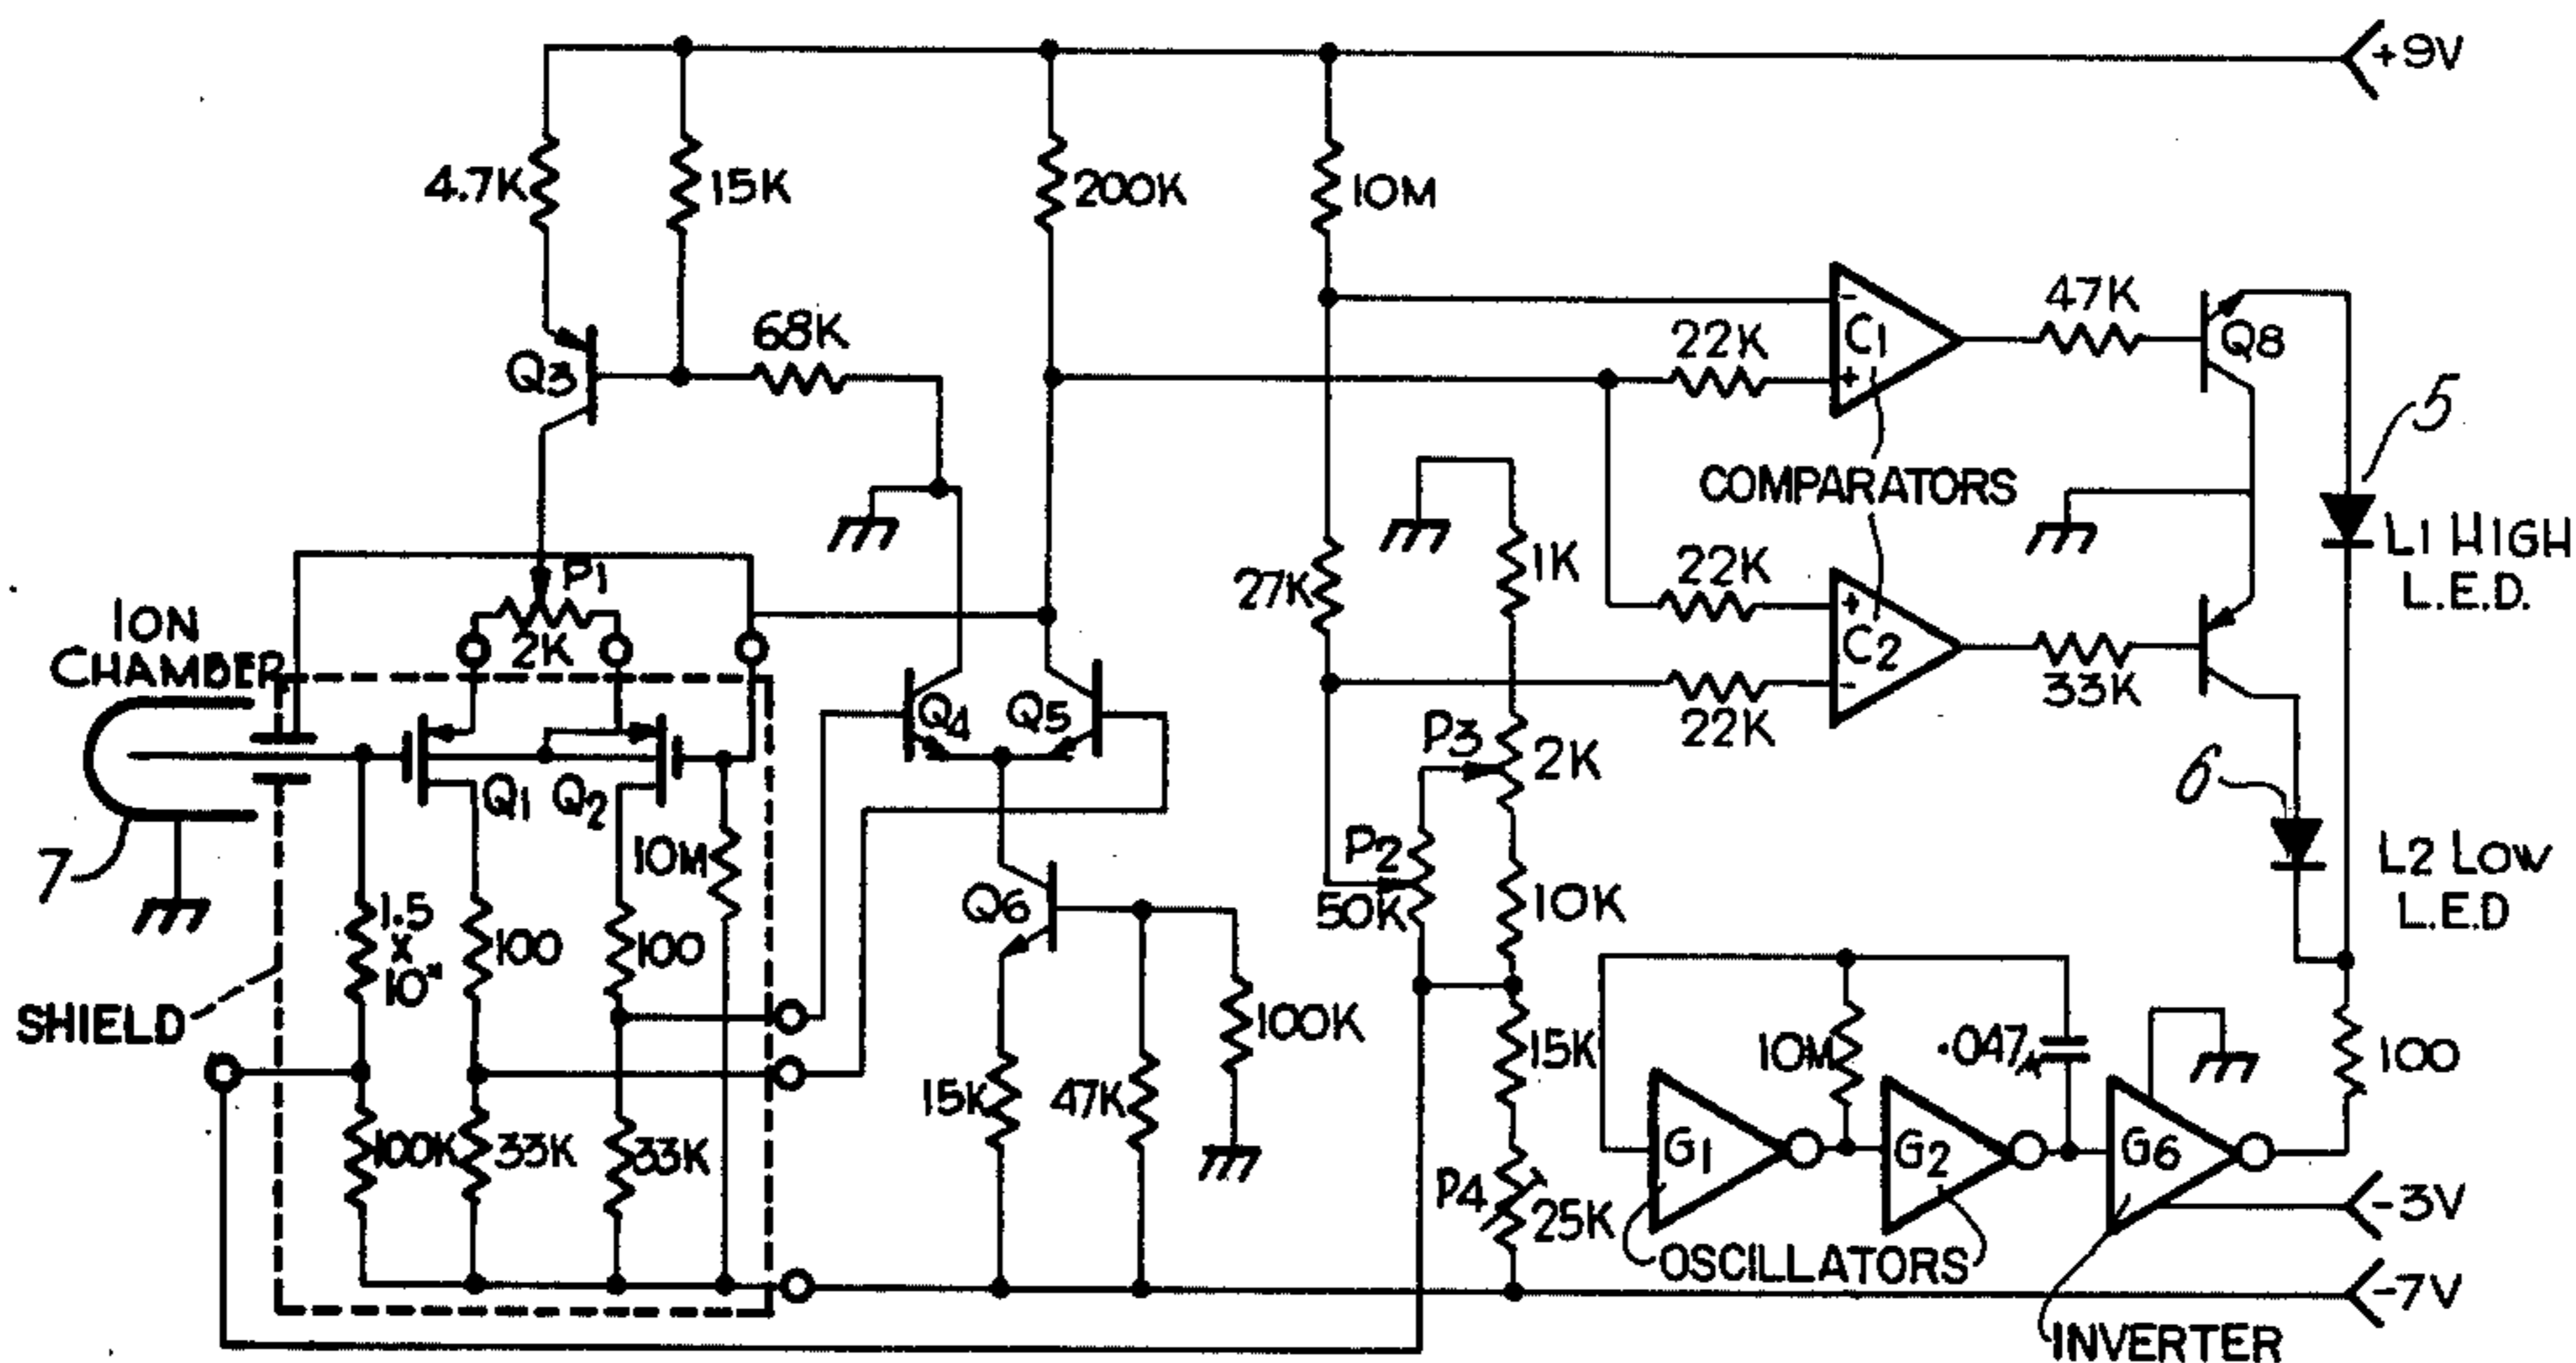 +9V
4.7K
15K
200K
10M
68K
Q3
22K
C1
-
+
47K
Q8
5
COMPARATORS
L1 HIGH
L.E.D.
P1
2K
ION
CHAMBER
27K
1K
22K
C2
+
-
22K
33K
Q4
Q5
P3
2K
6
7
Q1
Q2
10M
P2
50K
L2 LOW
L.E.D
1.5
X
10"
100
100
Q6
10K
SHIELD
100K
15K
10M
.047μ
100
15K
47K
100K
33K
33K
P4
25K
G1
G2
G6
-3V
OSCILLATORS
-7V
INVERTER